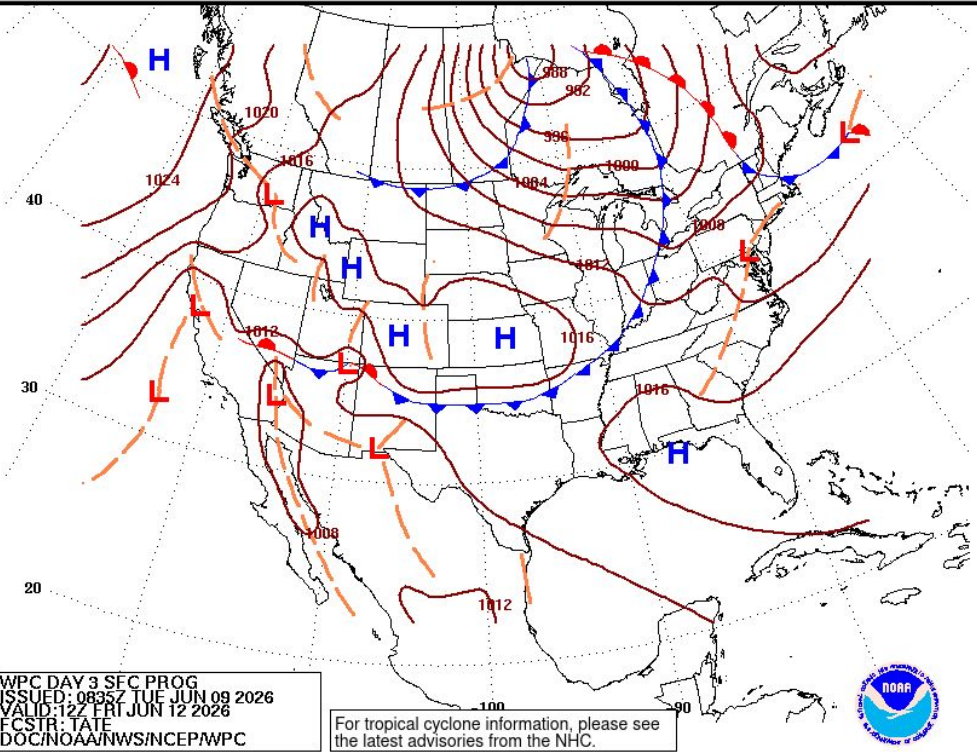 H
988
992
1020
996
L
1016
1000
1024
1004
40
L
H
1008
L
H
1012
L
1012
H
H
1016
L
30
L
L
1016
L
H
1008
20
1012
WPC DAY 3 SFC PROG
ISSUED: 0835Z TUE JUN 09 2026
VALID: 12Z FRI JUN 12 2026
FCSTR: TATE
DOC/NOAA/NWS/NCEP/WPC
-100
-90
For tropical cyclone information, please see
the latest advisories from the NHC.
NOAA